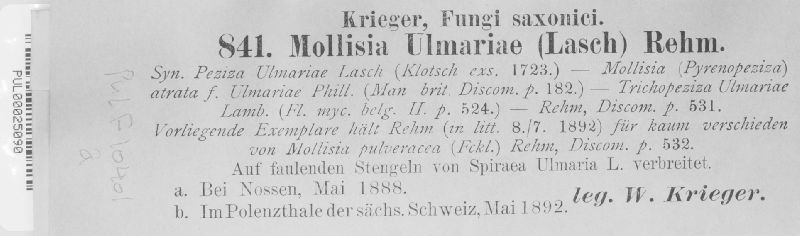 Krieger, Fungi saxonici.
841. Mollisia Ulmariae (Lasch) Rehm.
Syn. Peziza Ulmariae Lasch (Klotsch exs. 1723.) — Mollisia (Pyrenopeziza)
atrata f. Ulmariae Phill. (Man brit. Discom. p. 182.) — Trichopeziza Ulmariae
Lamb. (Fl. myc. belg. II. p. 524.) — Rehm, Discom. p. 531.
Vorliegende Exemplare hält Rehm (in litt. 8./7. 1892) für kaum verschieden
von Mollisia pulveracea (Fckl.) Rehm, Discom. p. 532.
Auf faulenden Stengeln von Spiraea Ulmaria L. verbreitet.
a. Bei Nossen, Mai 1888.
b. Im Polenzthale der sächs. Schweiz, Mai 1892.
leg. W. Krieger.
PUL00025090
PUL F10401
a